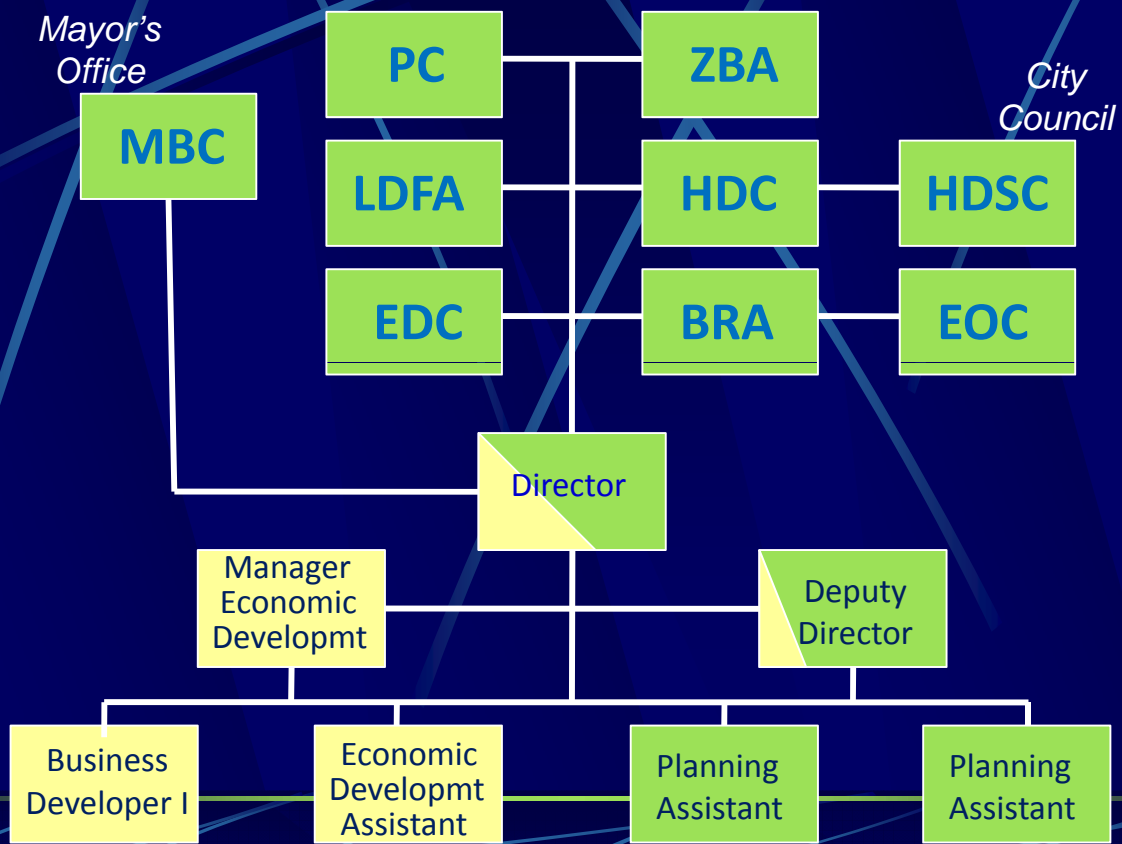 Mayor's
Office
PC
ZBA
City
Council
MBC
LDFA
HDC
HDSC
EDC
BRA
EOC
Director
Manager
Economic
Developmt
Deputy
Director
Business
Developer I
Economic
Developmt
Assistant
Planning
Assistant
Planning
Assistant